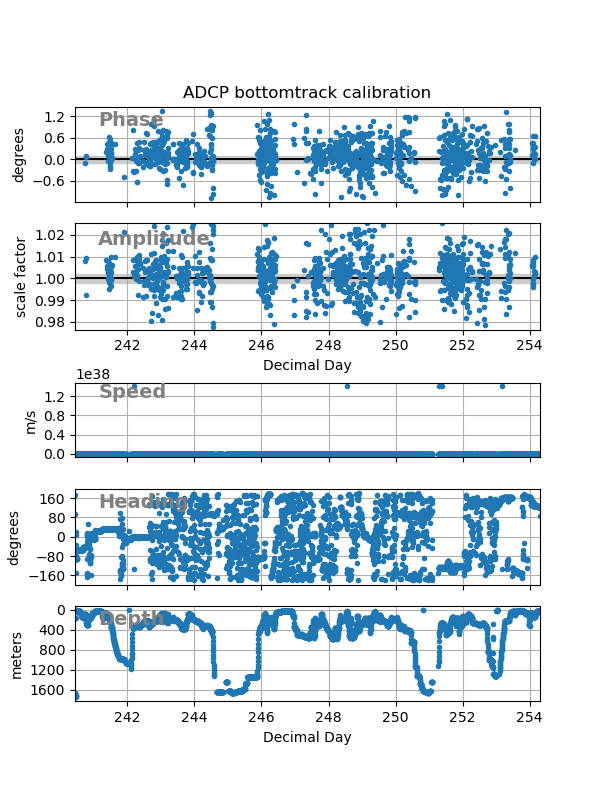 ADCP bottomtrack calibration
Phase
degrees
1.2
0.6
0.0
−0.6
Amplitude
scale factor
1.02
1.01
1.00
0.99
0.98
242 244 246 248 250 252 254
Decimal Day
1e38
Speed
m/s
1.2
0.8
0.4
0.0
Heading
degrees
160
80
0
−80
−160
Depth
meters
0
400
800
1200
1600
242 244 246 248 250 252 254
Decimal Day